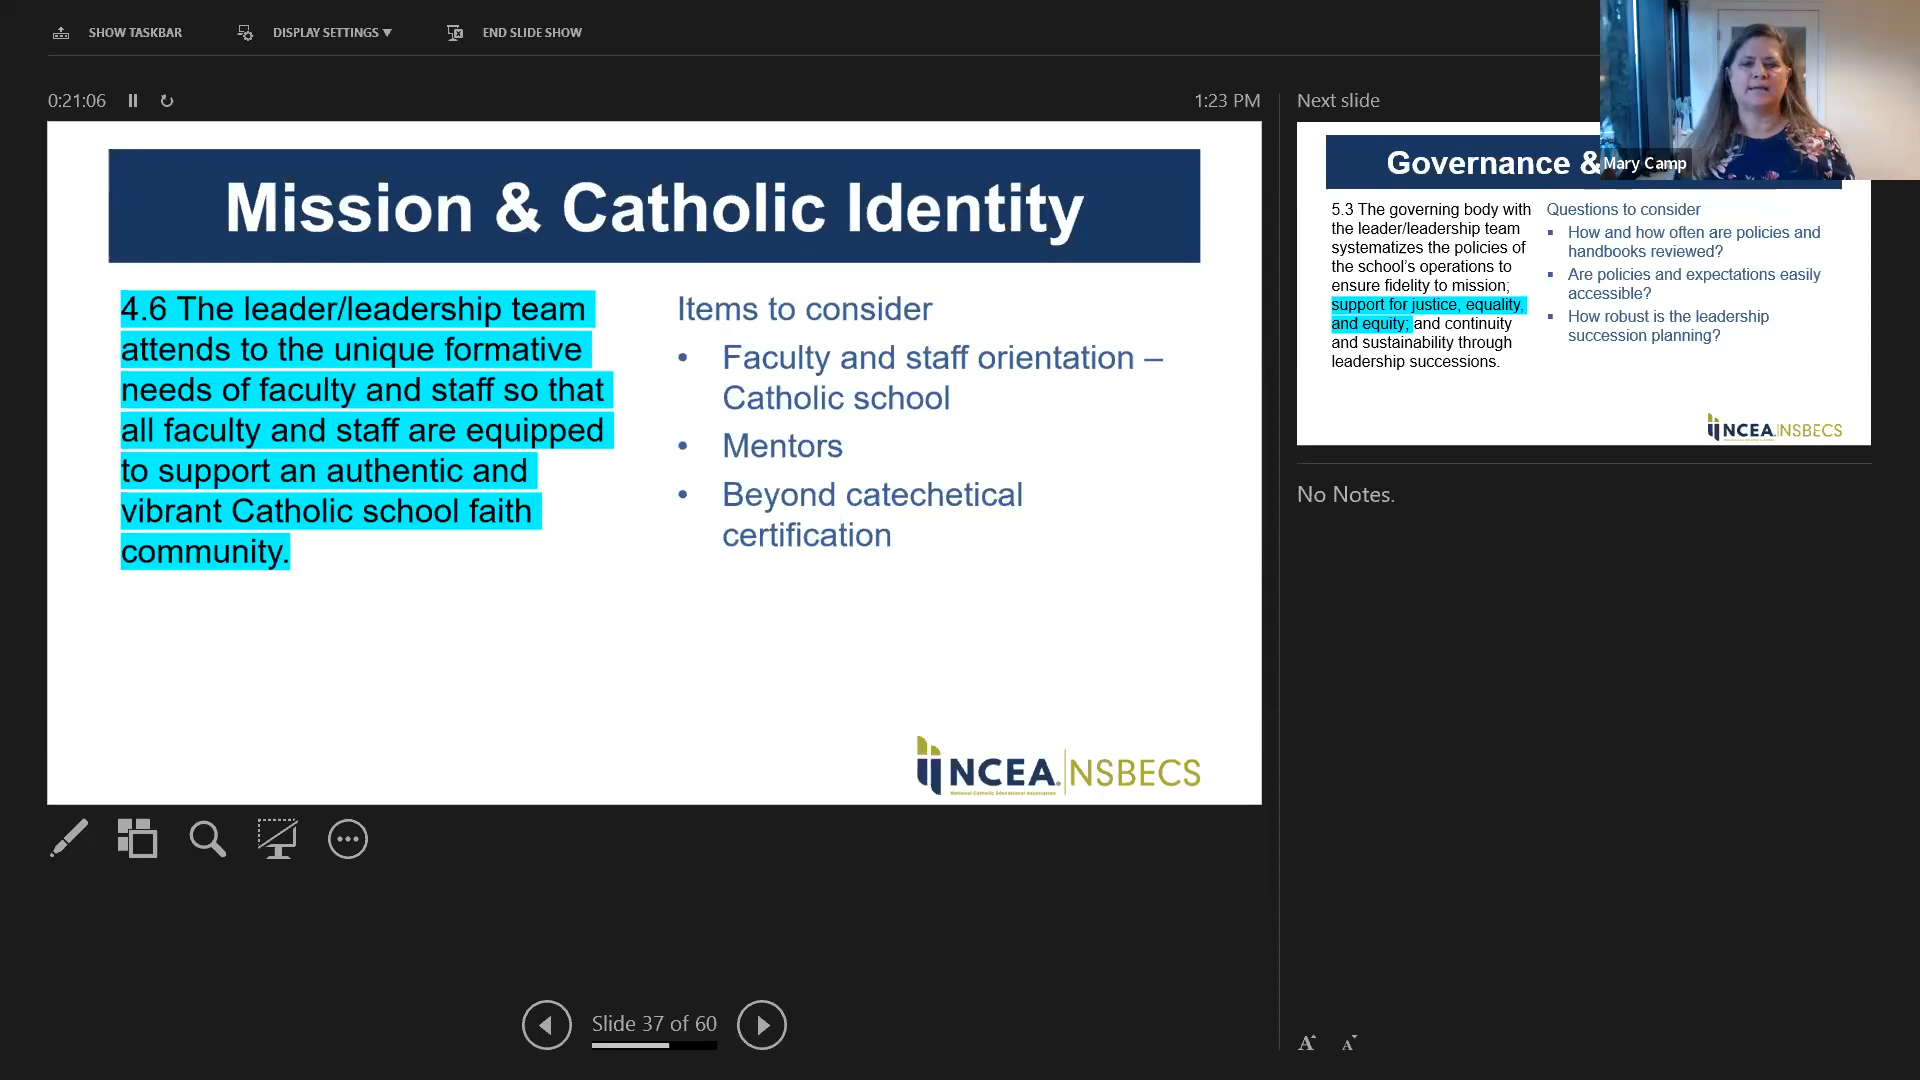 SHOW TASKBAR
DISPLAY SETTINGS ▼
END SLIDE SHOW
0:21:06
1:23 PM
Mission & Catholic Identity
4.6 The leader/leadership team
attends to the unique formative
needs of faculty and staff so that
all faculty and staff are equipped
to support an authentic and
vibrant Catholic school faith
community.
Items to consider
• Faculty and staff orientation –
Catholic school
• Mentors
• Beyond catechetical
certification
NCEA NSBECS
National Catholic Educational Association
Slide 37 of 60
Next slide
Mary Camp
Governance &
5.3 The governing body with
the leader/leadership team
systematizes the policies of
the school’s operations to
ensure fidelity to mission;
support for justice, equality,
and equity; and continuity
and sustainability through
leadership successions.
Questions to consider
▪ How and how often are policies and
handbooks reviewed?
▪ Are policies and expectations easily
accessible?
▪ How robust is the leadership
succession planning?
NCEA NSBECS
No Notes.
A A